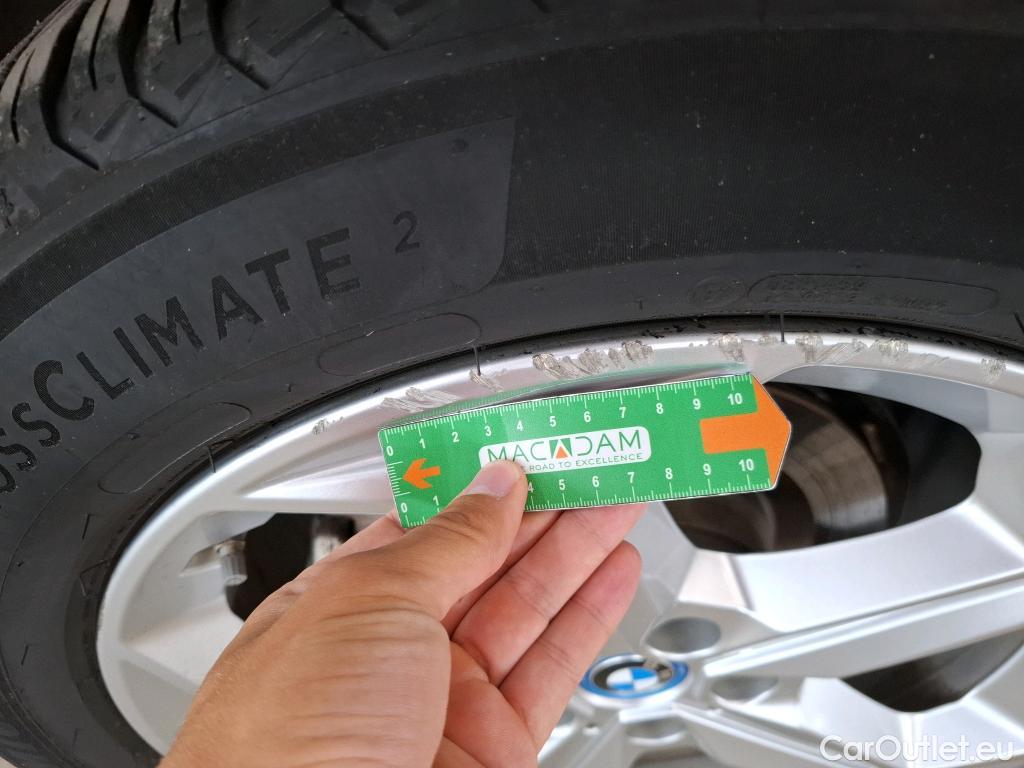 OSSCLIMATE 2
0 1 2 3 4 5 6 7 8 9 10
MACADAM
ROAD TO EXCELLENCE
0 1 4 5 6 7 8 9 10
CarOutlet.eu